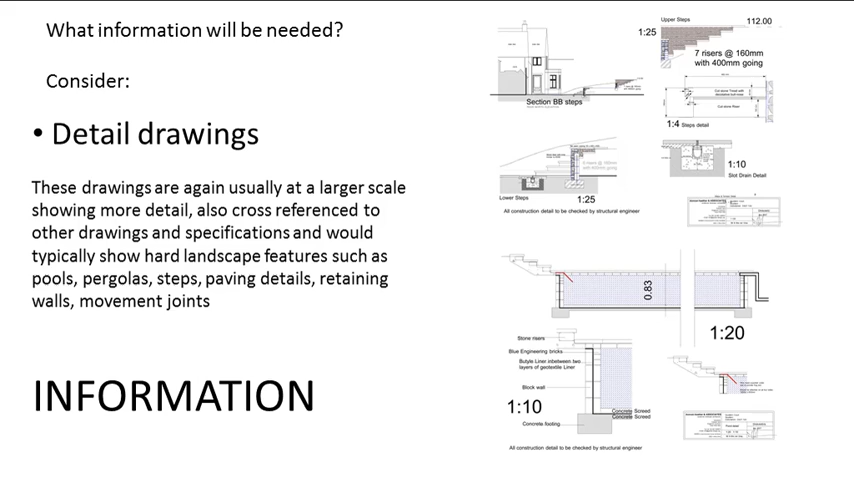 What information will be needed?
Consider:
• Detail drawings
These drawings are again usually at a larger scale
showing more detail, also cross referenced to
other drawings and specifications and would
typically show hard landscape features such as
pools, pergolas, steps, paving details, retaining
walls, movement joints
INFORMATION
Section BB steps
1:25
Upper Steps
112.00
7 risers @ 160mm
with 400mm going
1:4 Steps detail
Lower Steps
1:25
1:10
Slot Drain Detail
All construction detail to be checked by structural engineer
0.83
1:20
Stone risers
Blue Engineering bricks
Butyle Liner inbetween two
layers of geotextile Liner
Block wall
1:10
Concrete Screed
Concrete Screed
Concrete footing
All construction detail to be checked by structural engineer